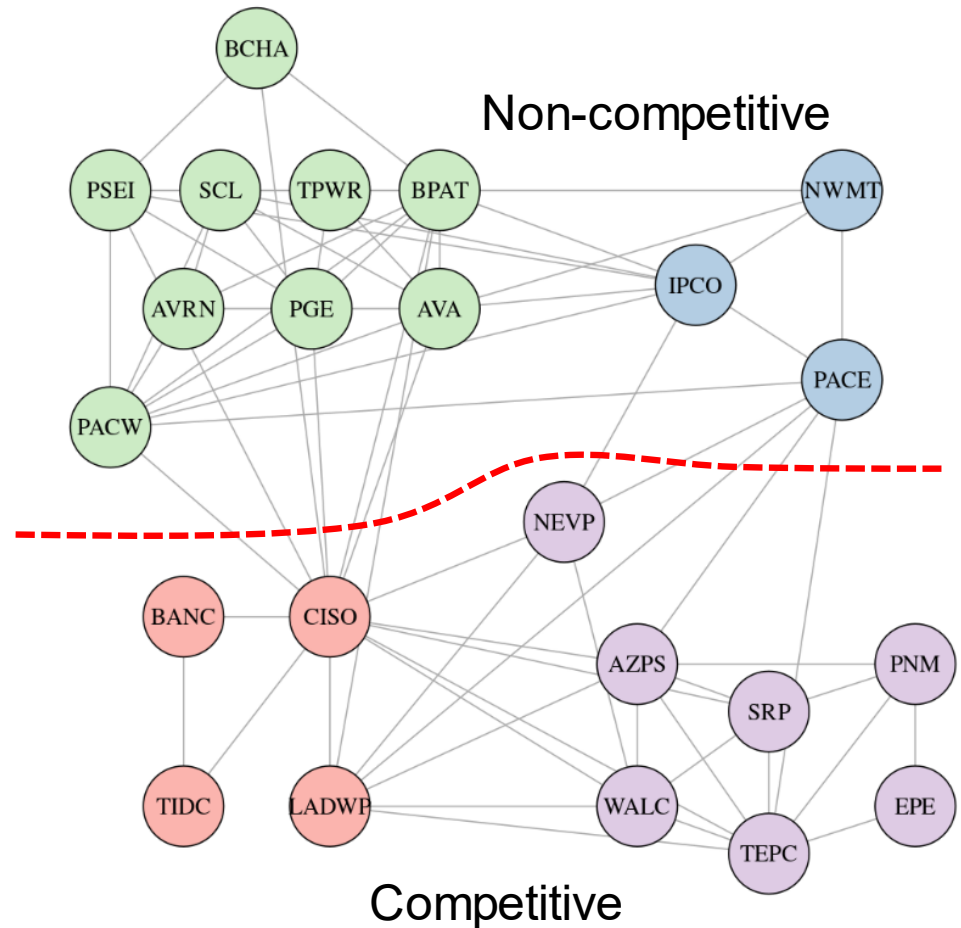 BCHA
Non-competitive
PSEI SCL TPWR BPAT NWMT
IPCO
AVRN PGE AVA
PACE
PACW
NEVP
BANC CISO
AZPS PNM
SRP
TIDC LADWP WALC EPE
TEPC
Competitive